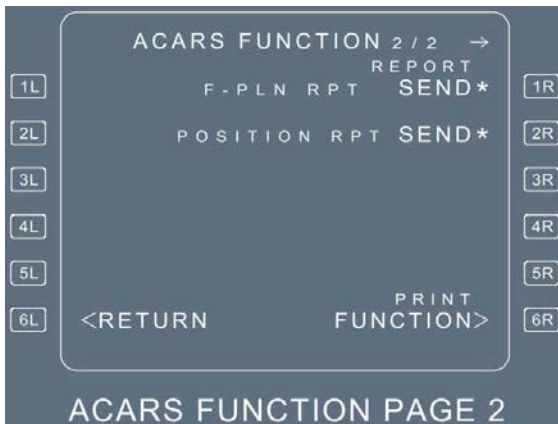 ACARS FUNCTION 2/2 →
REPORT
1L F-PLN RPT SEND* 1R
2L POSITION RPT SEND* 2R
3L 3R
4L 4R
5L 5R
PRINT
6L <RETURN FUNCTION> 6R
ACARS FUNCTION PAGE 2